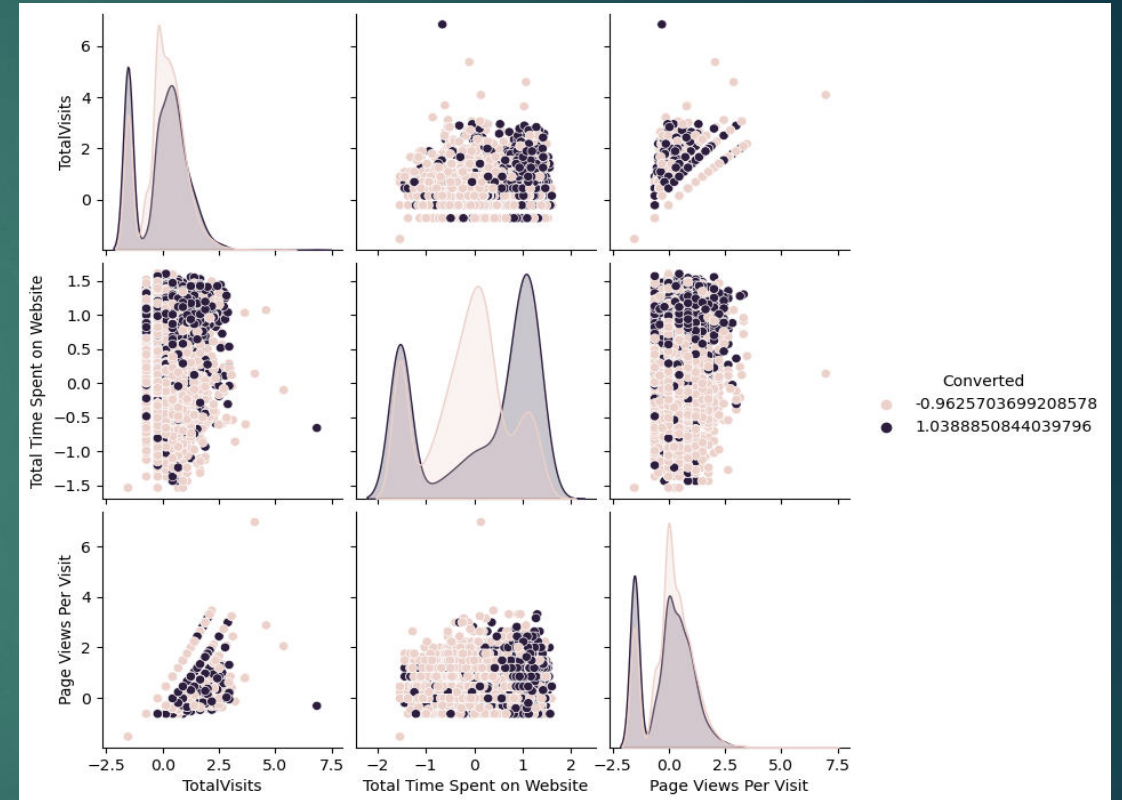 6
4
2
0
TotalVisits
1.5
1.0
0.5
0.0
−0.5
−1.0
−1.5
Total Time Spent on Website
Converted
-0.9625703699208578
1.0388850844039796
6
4
2
0
Page Views Per Visit
−2.5 0.0 2.5 5.0 7.5
TotalVisits
−2 −1 0 1 2
Total Time Spent on Website
−2.5 0.0 2.5 5.0 7.5
Page Views Per Visit